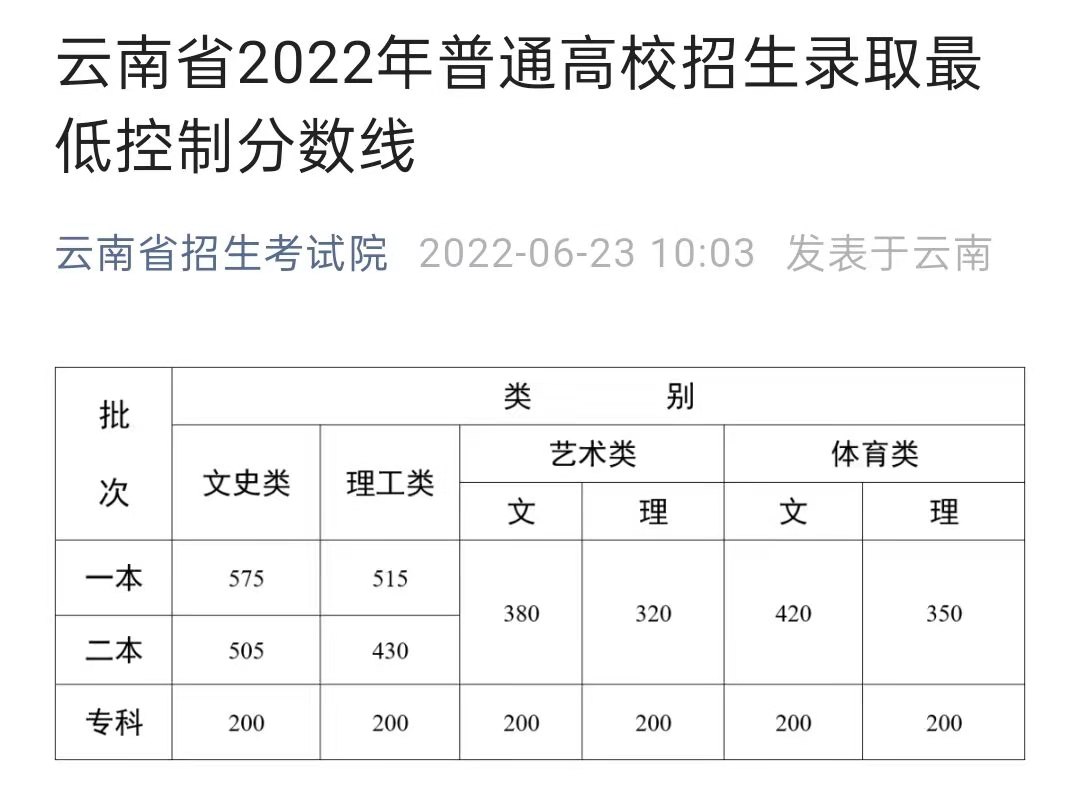 云南省2022年普通高校招生录取最
低控制分数线
云南省招生考试院 2022-06-23 10:03 发表于云南
批次 类别
文史类 理工类 艺术类 体育类
文 理 文 理
一本 575 515 380 320 420 350
二本 505 430
专科 200 200 200 200 200 200